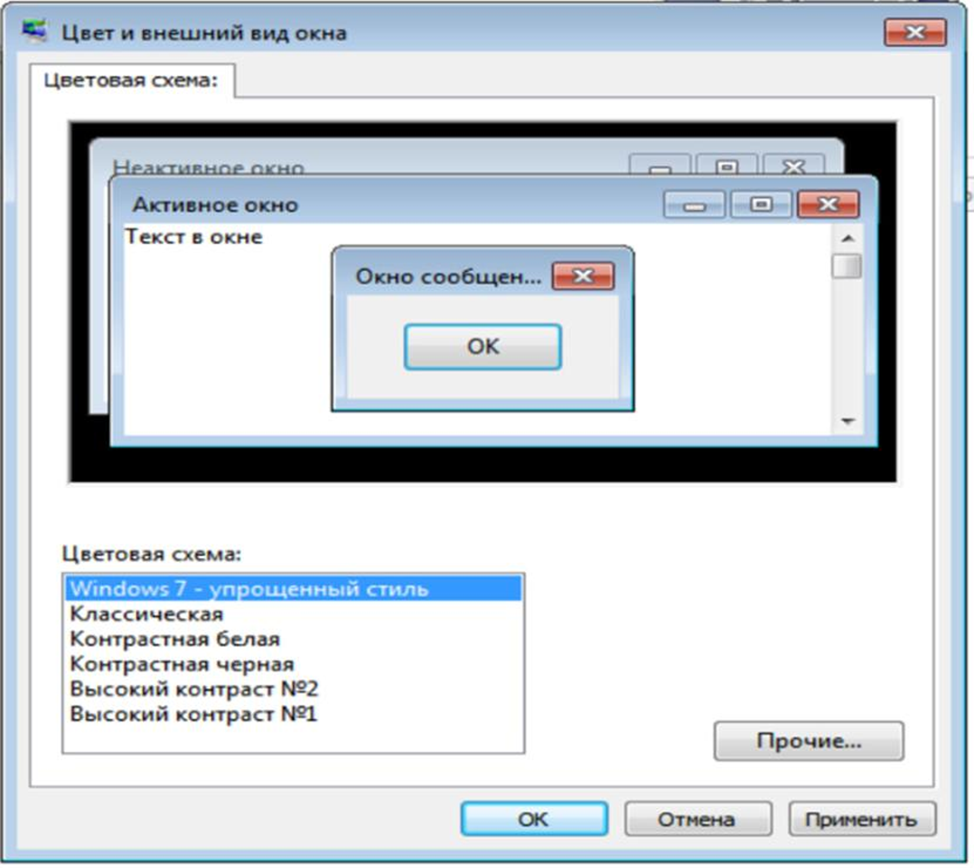 Цвет и внешний вид окна
Цветовая схема:
Неактивное окно
Активное окно
Текст в окне
Окно сообщен...
OK
Цветовая схема:
Windows 7 - упрощенный стиль
Классическая
Контрастная белая
Контрастная черная
Высокий контраст №2
Высокий контраст №1
Прочие...
OK
Отмена
Применить